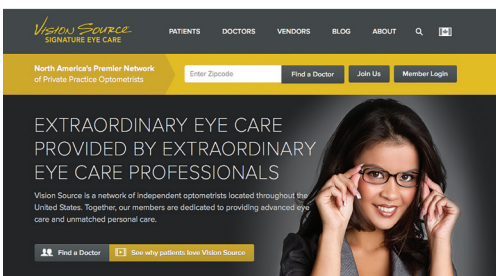 VISION SOURCE
SIGNATURE EYE CARE
PATIENTS DOCTORS VENDORS BLOG ABOUT
North America's Premier Network
of Private Practice Optometrists
Enter Zipcode Find a Doctor Join Us Member Login
EXTRAORDINARY EYE CARE
PROVIDED BY EXTRAORDINARY
EYE CARE PROFESSIONALS
Vision Source is a network of independent optometrists located throughout the
United States. Together, our members are dedicated to providing advanced eye
care and unmatched personal care.
Find a Doctor See why patients love Vision Source